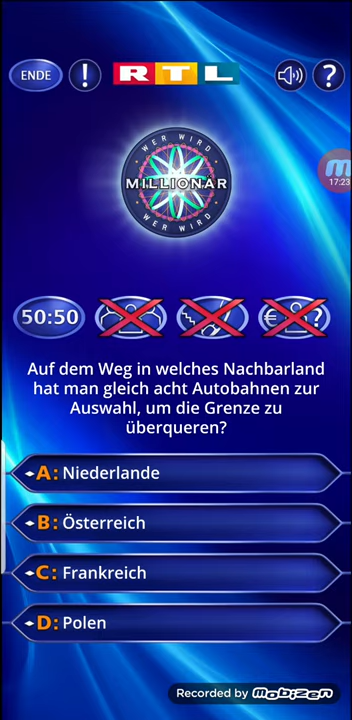 ENDE ! RTL ?
WER WIRD
MILLIONÄR
WER WIRD
17:23
50:50 € ?
Auf dem Weg in welches Nachbarland
hat man gleich acht Autobahnen zur
Auswahl, um die Grenze zu
überqueren?
A: Niederlande
B: Österreich
C: Frankreich
D: Polen
Recorded by mobizen